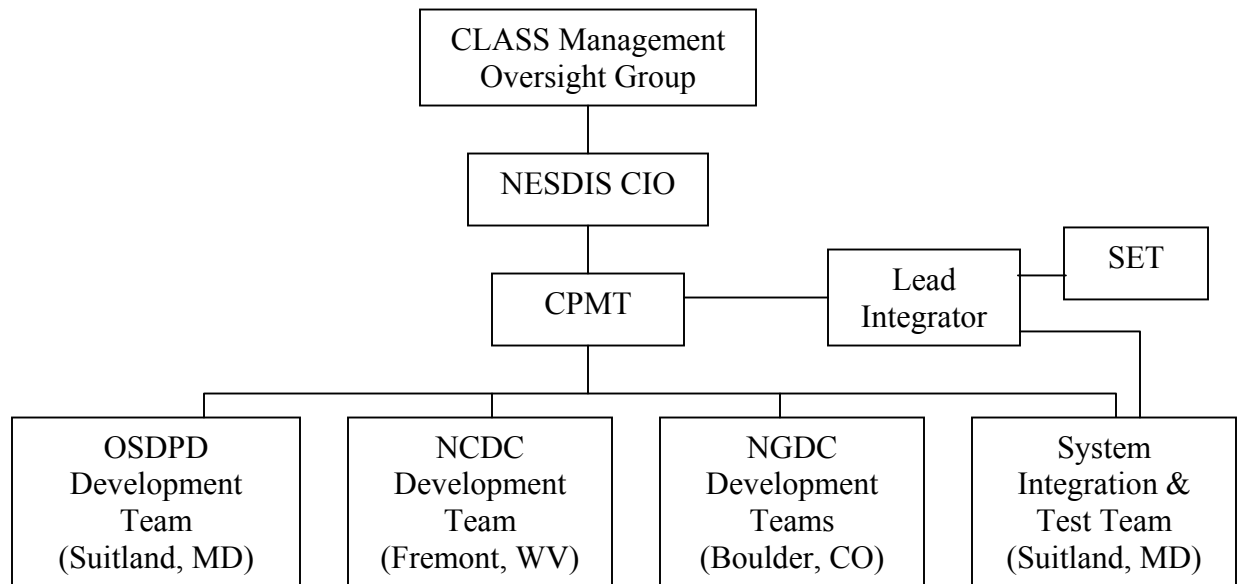 CLASS Management
Oversight Group
NESDIS CIO
SET
Lead
Integrator
CPMT
OSDPD
Development
Team
(Suitland, MD)
NCDC
Development
Team
(Fremont, WV)
NGDC
Development
Teams
(Boulder, CO)
System
Integration &
Test Team
(Suitland, MD)